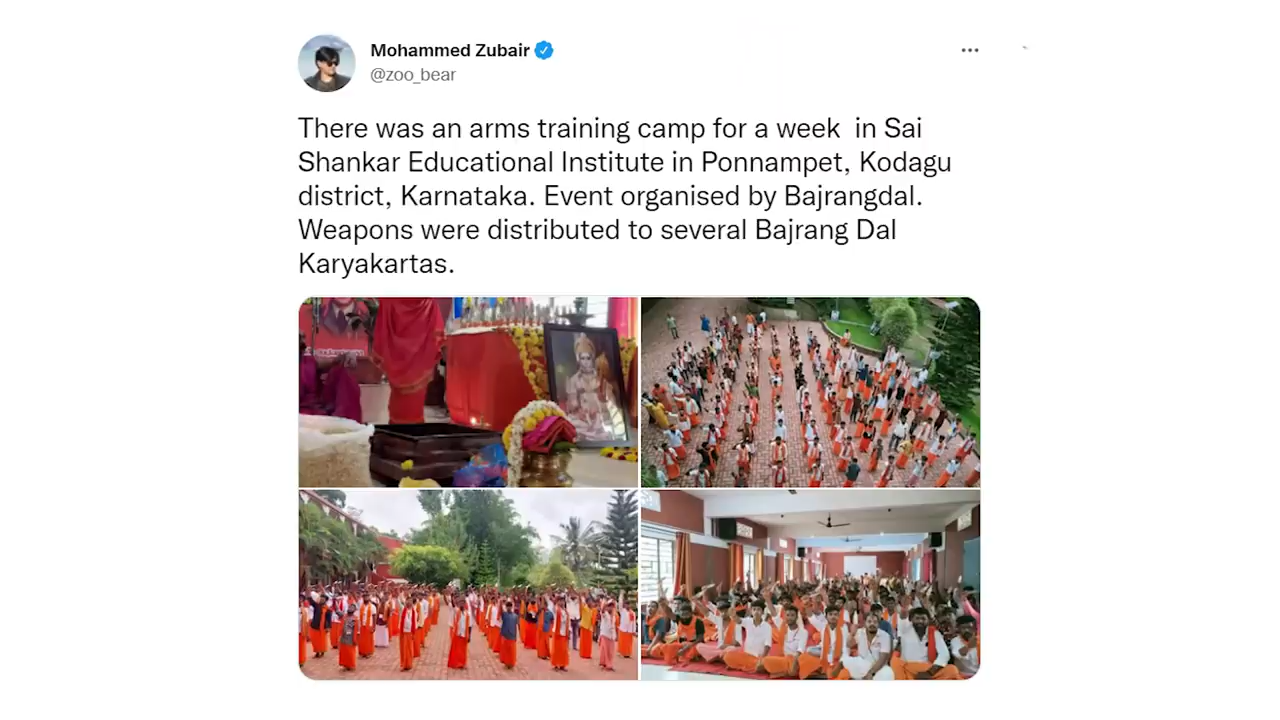 Mohammed Zubair
@zoo_bear
There was an arms training camp for a week in Sai
Shankar Educational Institute in Ponnampet, Kodagu
district, Karnataka. Event organised by Bajrangdal.
Weapons were distributed to several Bajrang Dal
Karyakartas.